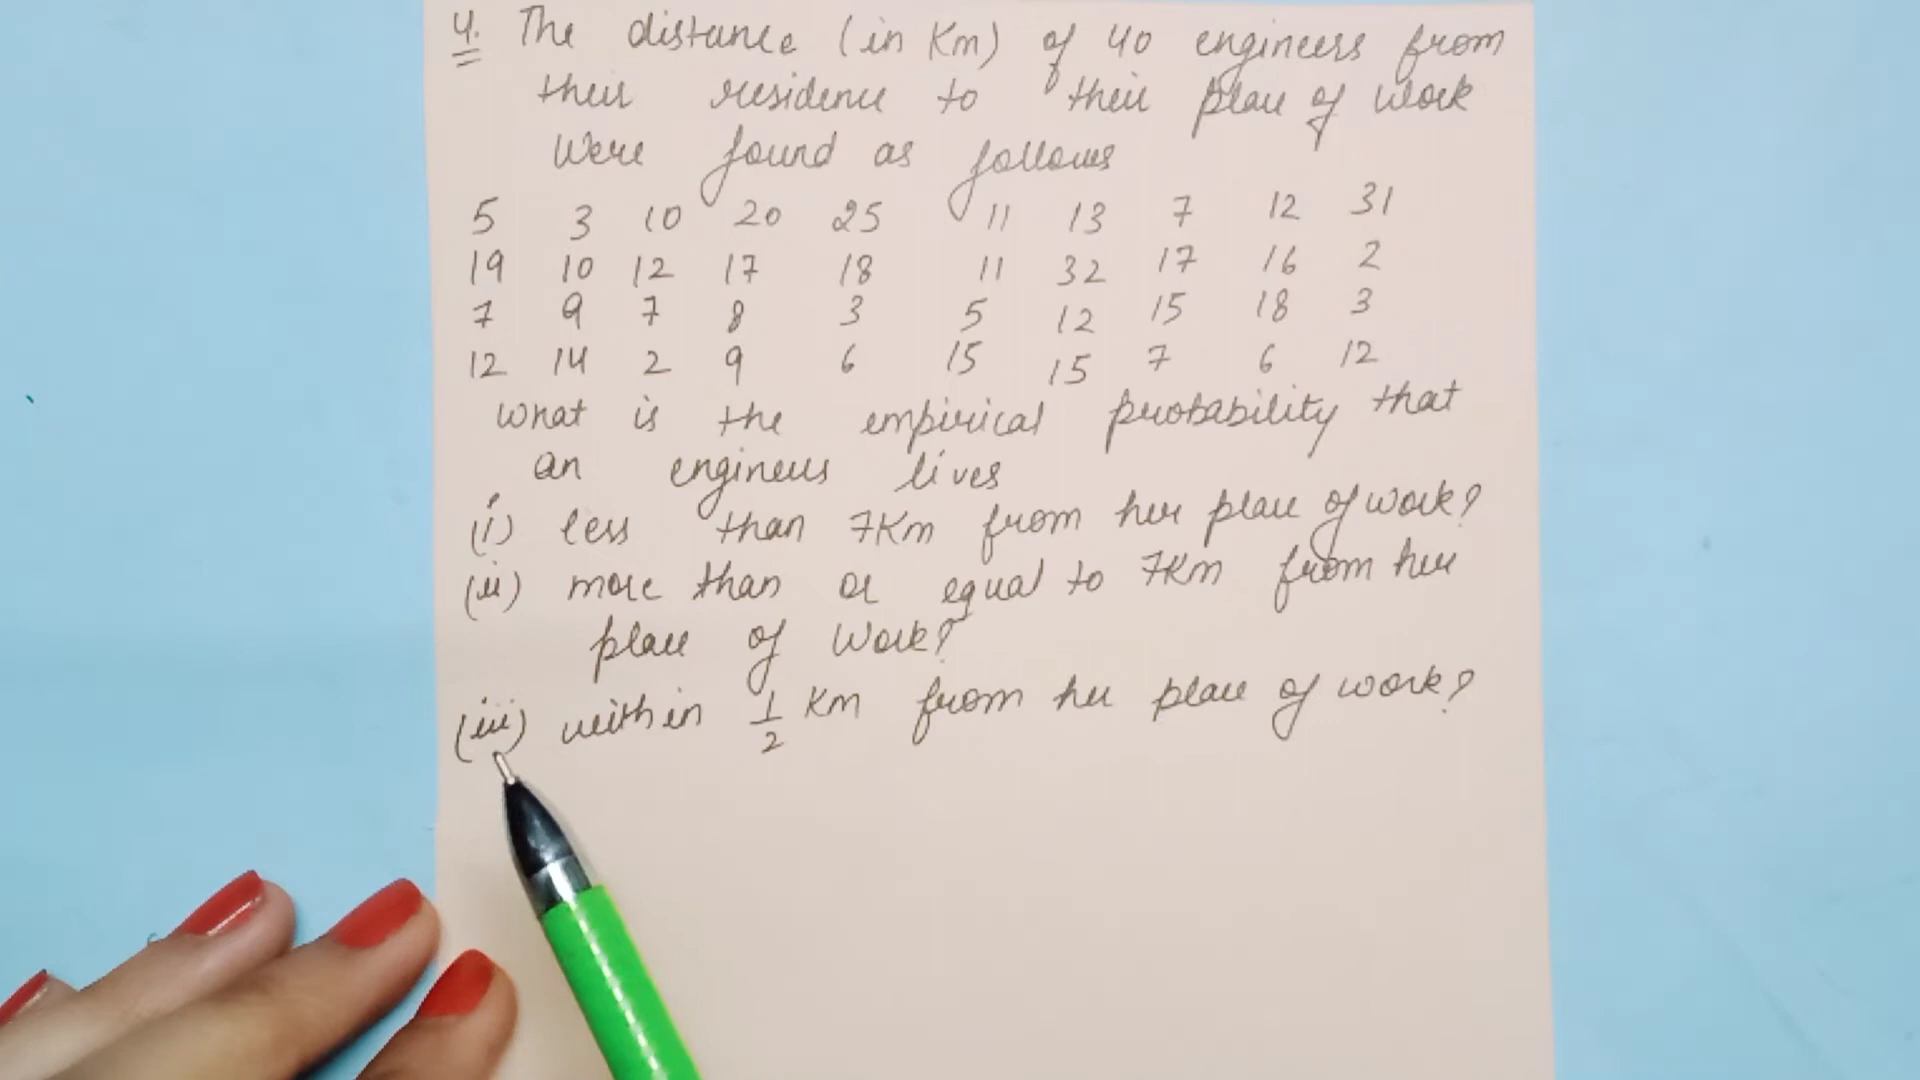 4. The distance (in Km) of 40 engineers from
their residence to their place of work
Were found as follows
5 3 10 20 25 11 13 7 12 31
19 10 12 17 18 11 32 17 16 2
7 9 7 8 3 5 12 15 18 3
12 14 2 9 6 15 15 7 6 12
What is the empirical probability that
an engineers lives
(i) less than 7Km from her place of work?
(ii) more than or equal to 7Km from her
place of Work?
(iii) within 1/2 Km from her place of work?